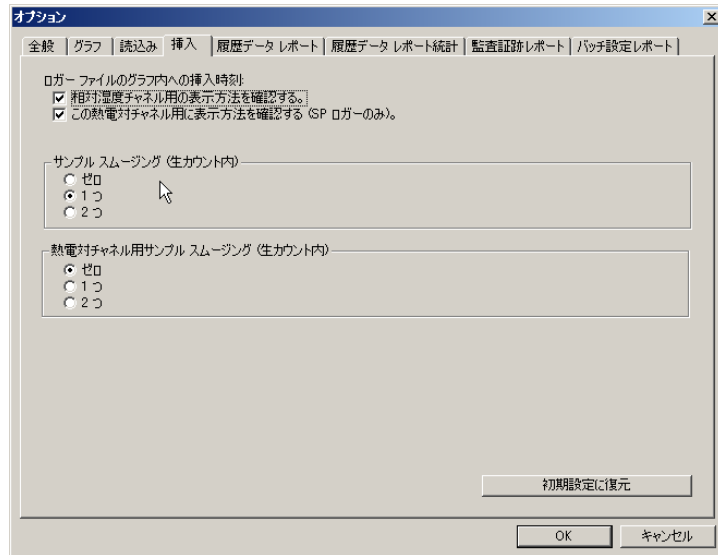 オプション
全般 グラフ 読込み 挿入 履歴データ レポート 履歴データ レポート統計 監査証跡レポート バッチ設定レポート
ロガー ファイルのグラフ内への挿入時刻:
相対湿度チャネル用の表示方法を確認する。
この熱電対チャネル用に表示方法を確認する (SP ロガーのみ)。
サンプル スムージング (生カウント内)
ゼロ
1 つ
2 つ
熱電対チャネル用サンプル スムージング (生カウント内)
ゼロ
1 つ
2 つ
初期設定に復元
OK キャンセル